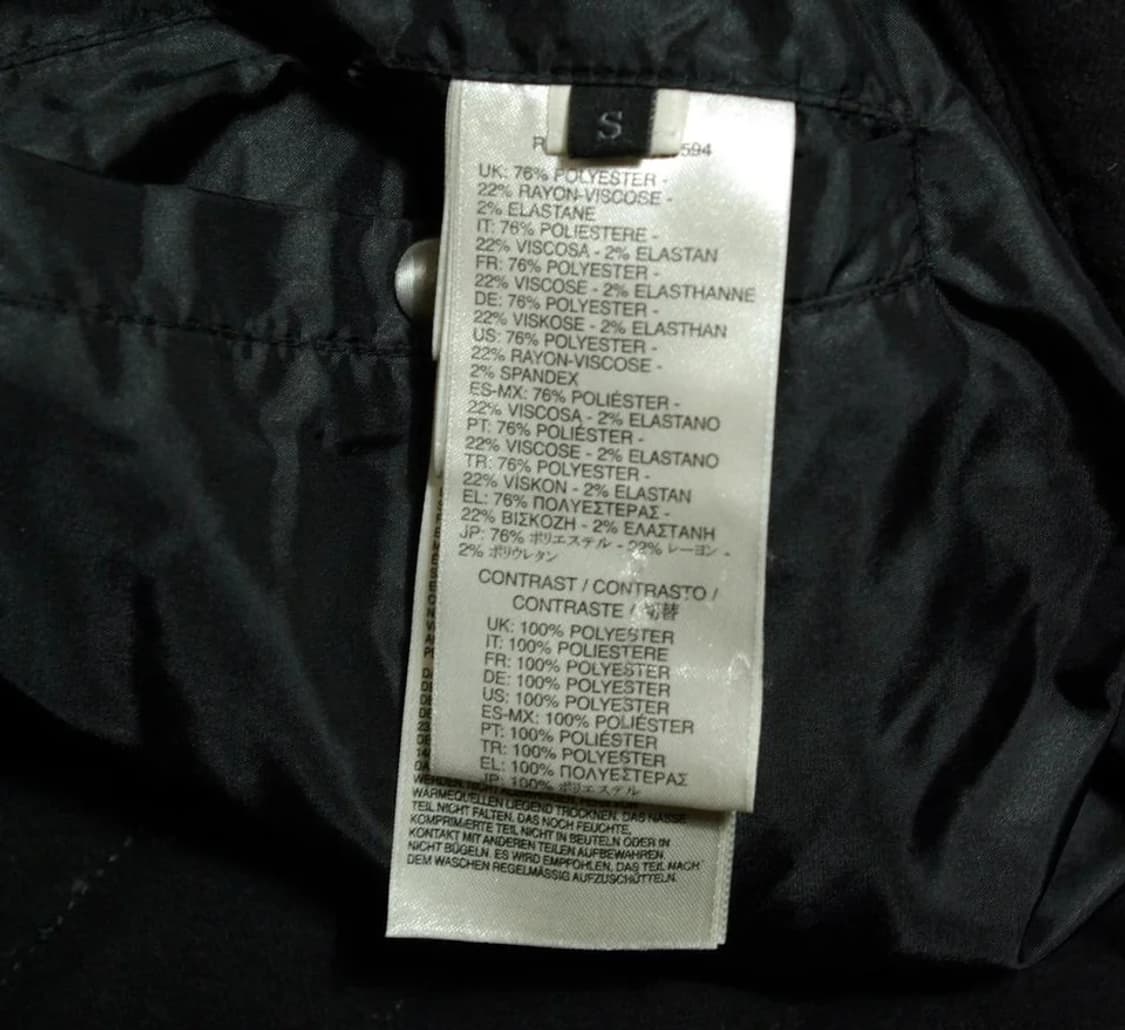 S
594
UK: 76% POLYESTER -
22% RAYON-VISCOSE -
2% ELASTANE
IT: 76% POLIESTERE -
22% VISCOSA - 2% ELASTAN
FR: 76% POLYESTER -
22% VISCOSE - 2% ELASTHANNE
DE: 76% POLYESTER -
22% VISKOSE - 2% ELASTHAN
US: 76% POLYESTER -
22% RAYON-VISCOSE -
2% SPANDEX
ES-MX: 76% POLIÉSTER -
22% VISCOSA - 2% ELASTANO
PT: 76% POLIÉSTER -
22% VISCOSE - 2% ELASTANO
TR: 76% POLYESTER -
22% VİSKON - 2% ELASTAN
EL: 76% ΠΟΛΥΕΣΤΕΡΑΣ -
22% ΒΙΣΚΟΖΗ - 2% ΕΛΑΣΤΑΝΗ
JP: 76% ポリエステル - 22% レーヨン -
2% ポリウレタン
CONTRAST / CONTRASTO /
CONTRASTE / 切替
UK: 100% POLYESTER
IT: 100% POLIESTERE
FR: 100% POLYESTER
DE: 100% POLYESTER
US: 100% POLYESTER
ES-MX: 100% POLIÉSTER
PT: 100% POLIÉSTER
TR: 100% POLYESTER
EL: 100% ΠΟΛΥΕΣΤΕΡΑΣ
JP: 100% ポリエステル
WERDEN
WÄRMEQUELLEN LIEGEND TROCKNEN. DAS NASSE
TEIL NICHT FALTEN. DAS NOCH FEUCHTE,
KOMPRIMIERTE TEIL NICHT IN BEUTELN ODER IN
KONTAKT MIT ANDEREN TEILEN AUFBEWAHREN.
NICHT BÜGELN. ES WIRD EMPFOHLEN, DAS TEIL NACH
DEM WASCHEN REGELMÄSSIG AUFZUSCHÜTTELN.